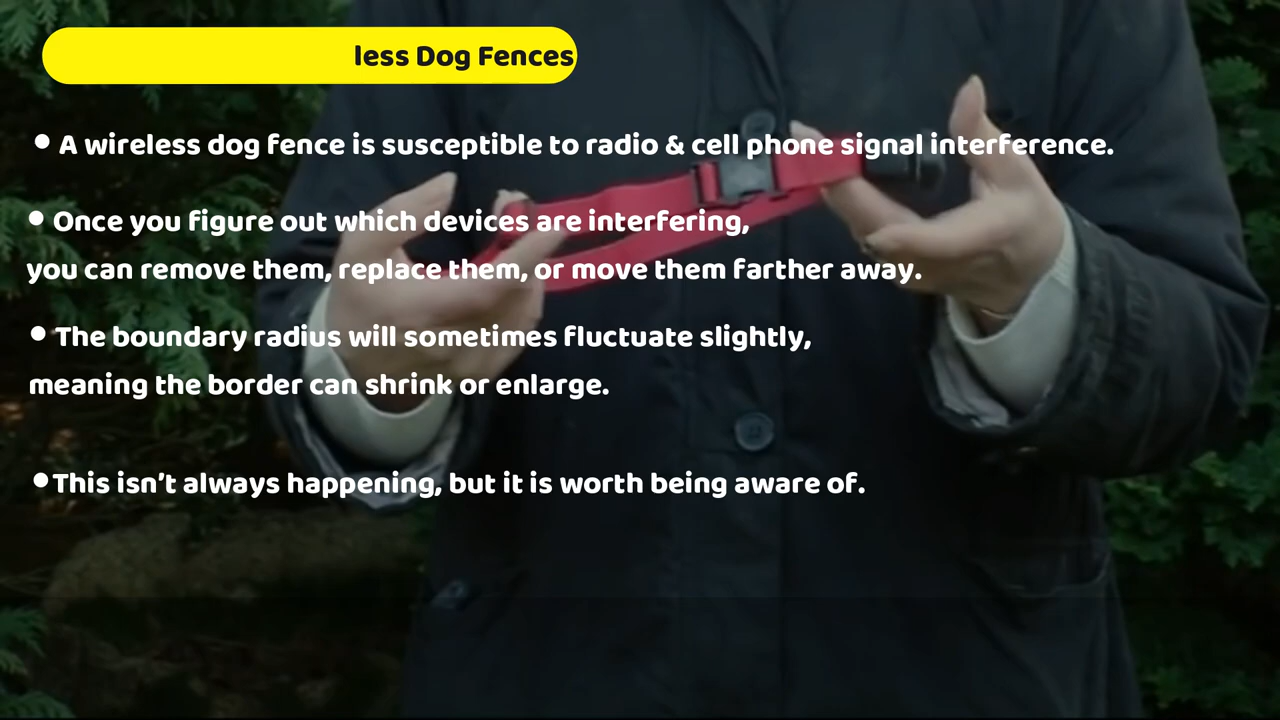 less Dog Fences
• A wireless dog fence is susceptible to radio & cell phone signal interference.
• Once you figure out which devices are interfering,
you can remove them, replace them, or move them farther away.
• The boundary radius will sometimes fluctuate slightly,
meaning the border can shrink or enlarge.
•This isn't always happening, but it is worth being aware of.